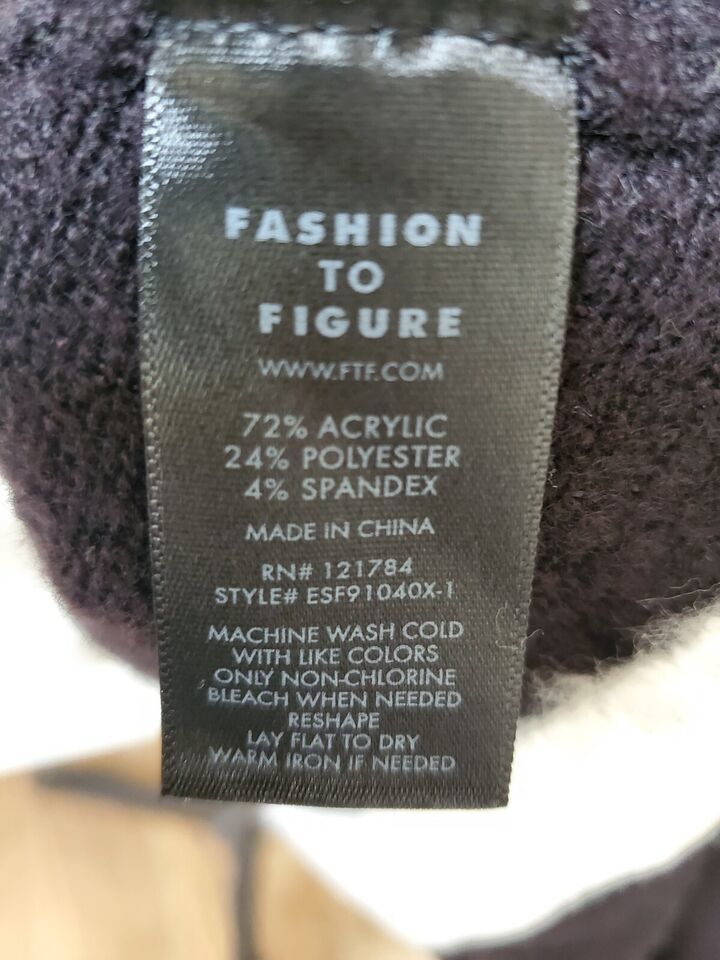 FASHION
TO
FIGURE
WWW.FTF.COM
72% ACRYLIC
24% POLYESTER
4% SPANDEX
MADE IN CHINA
RN# 121784
STYLE# ESF91040X-1
MACHINE WASH COLD
WITH LIKE COLORS
ONLY NON-CHLORINE
BLEACH WHEN NEEDED
RESHAPE
LAY FLAT TO DRY
WARM IRON IF NEEDED